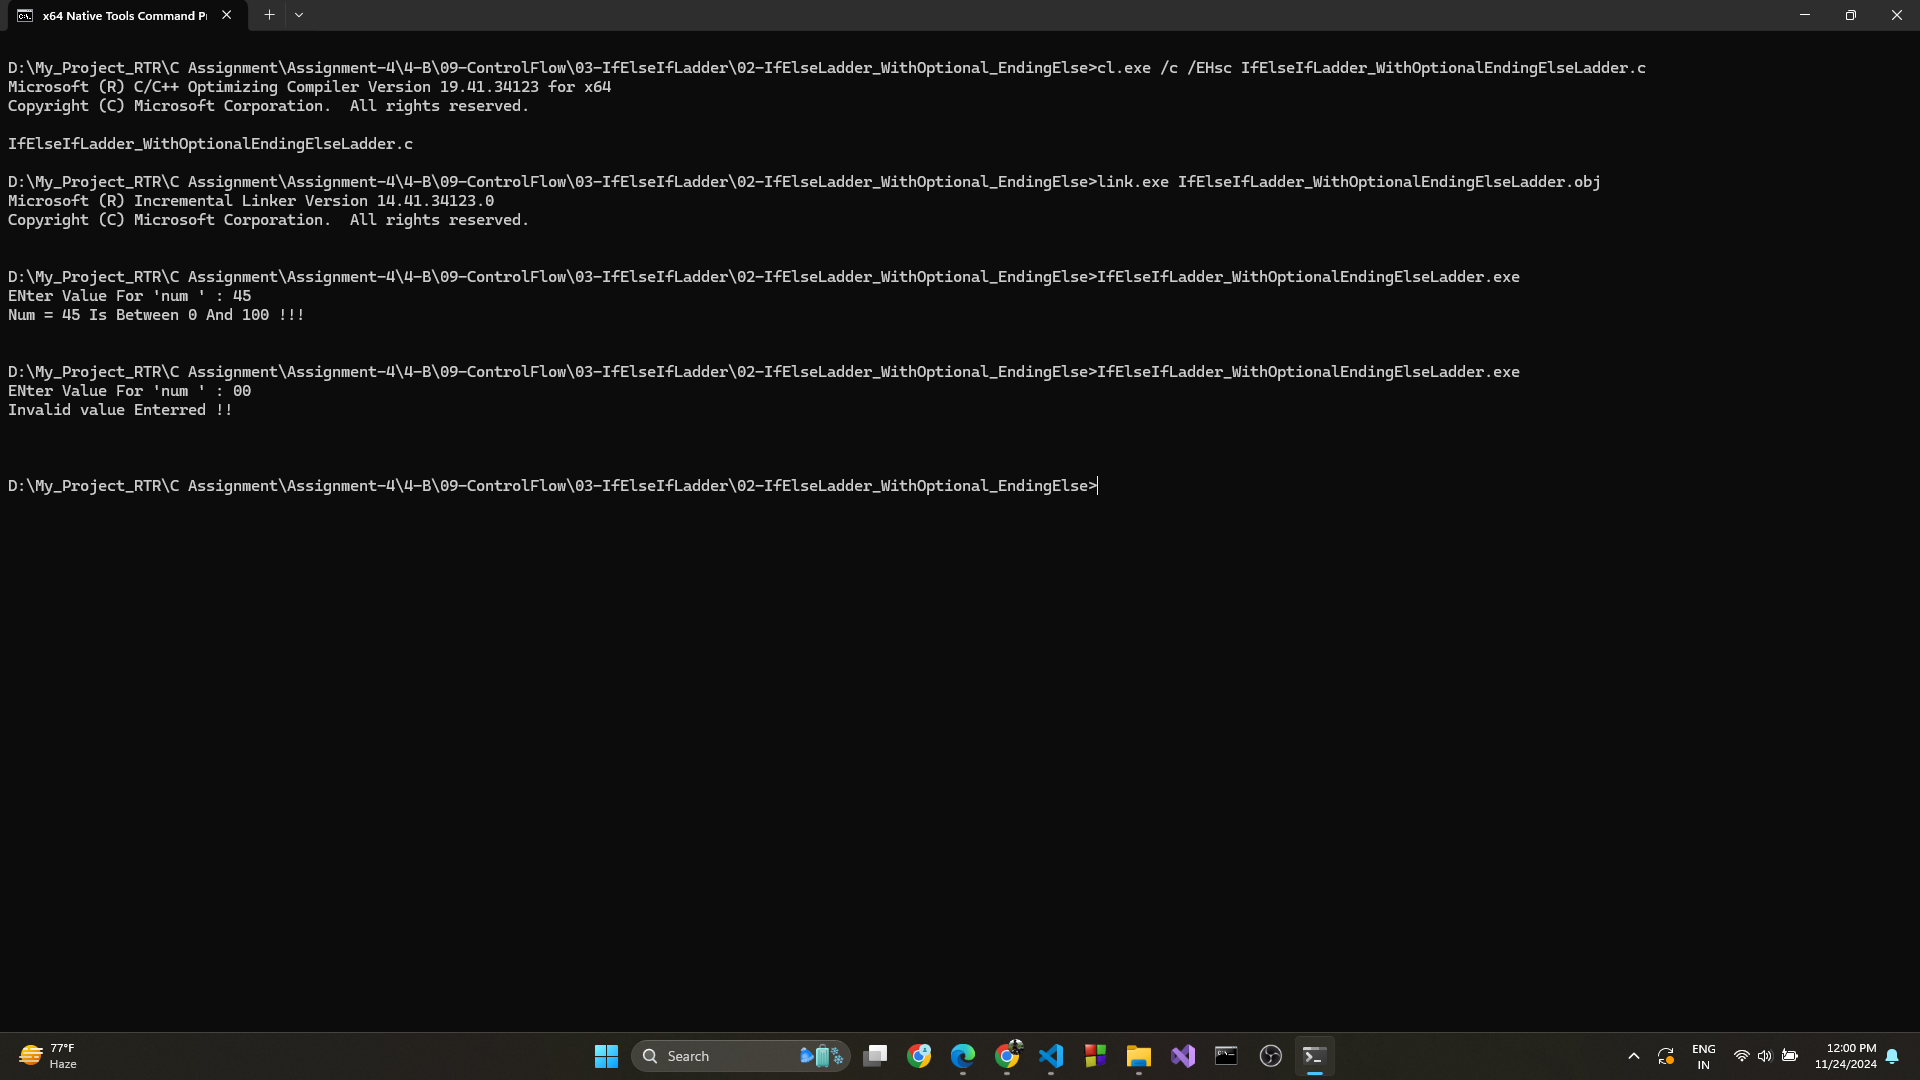 x64 Native Tools Command P
D:\My_Project_RTR\C Assignment\Assignment-4\4-B\09-ControlFlow\03-IfElseIfLadder\02-IfElseLadder_WithOptional_EndingElse>cl.exe /c /EHsc IfElseIfLadder_WithOptionalEndingElseLadder.c
Microsoft (R) C/C++ Optimizing Compiler Version 19.41.34123 for x64
Copyright (C) Microsoft Corporation.  All rights reserved.
IfElseIfLadder_WithOptionalEndingElseLadder.c
D:\My_Project_RTR\C Assignment\Assignment-4\4-B\09-ControlFlow\03-IfElseIfLadder\02-IfElseLadder_WithOptional_EndingElse>link.exe IfElseIfLadder_WithOptionalEndingElseLadder.obj
Microsoft (R) Incremental Linker Version 14.41.34123.0
Copyright (C) Microsoft Corporation.  All rights reserved.
D:\My_Project_RTR\C Assignment\Assignment-4\4-B\09-ControlFlow\03-IfElseIfLadder\02-IfElseLadder_WithOptional_EndingElse>IfElseIfLadder_WithOptionalEndingElseLadder.exe
ENter Value For 'num ' : 45
Num = 45 Is Between 0 And 100 !!!
D:\My_Project_RTR\C Assignment\Assignment-4\4-B\09-ControlFlow\03-IfElseIfLadder\02-IfElseLadder_WithOptional_EndingElse>IfElseIfLadder_WithOptionalEndingElseLadder.exe
ENter Value For 'num ' : 00
Invalid value Enterred !!
D:\My_Project_RTR\C Assignment\Assignment-4\4-B\09-ControlFlow\03-IfElseIfLadder\02-IfElseLadder_WithOptional_EndingElse>
77°F
Haze
Search
ENG
IN
12:00 PM
11/24/2024